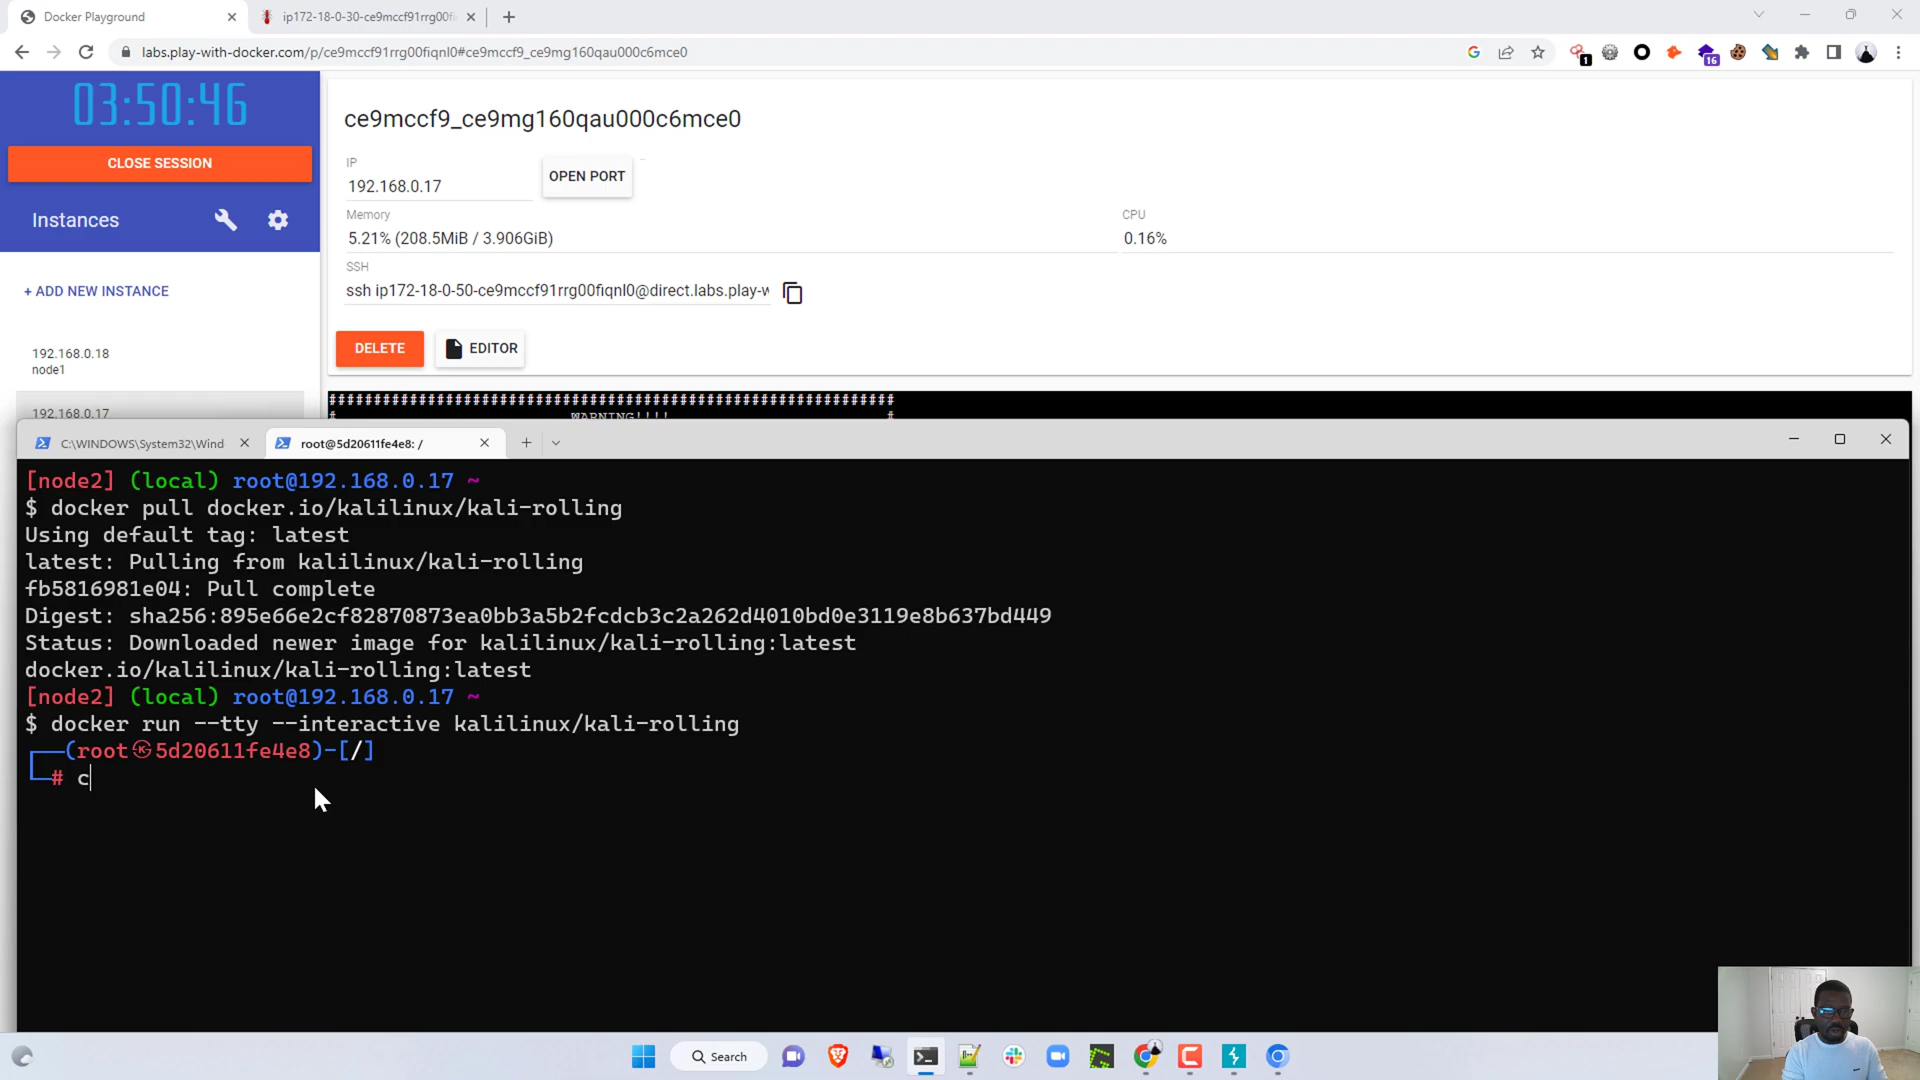 Docker Playground
ip172-18-0-30-ce9mccf91rrg00fi
labs.play-with-docker.com/p/ce9mccf91rrg00fiqnl0#ce9mccf9_ce9mg160qau000c6mce0
1
16
03:50:46
CLOSE SESSION
Instances
+ ADD NEW INSTANCE
192.168.0.18
node1
192.168.0.17
ce9mccf9_ce9mg160qau000c6mce0
IP
192.168.0.17
OPEN PORT
Memory
5.21% (208.5MiB / 3.906GiB)
CPU
0.16%
SSH
ssh ip172-18-0-50-ce9mccf91rrg00fiqnl0@direct.labs.play-w
DELETE
EDITOR
###############################################################
# WARNING!!!! #
C:\WINDOWS\System32\Wind
root@5d20611fe4e8: /
[node2] (local) root@192.168.0.17 ~
$ docker pull docker.io/kalilinux/kali-rolling
Using default tag: latest
latest: Pulling from kalilinux/kali-rolling
fb5816981e04: Pull complete
Digest: sha256:895e66e2cf82870873ea0bb3a5b2fcdcb3c2a262d4010bd0e3119e8b637bd449
Status: Downloaded newer image for kalilinux/kali-rolling:latest
docker.io/kalilinux/kali-rolling:latest
[node2] (local) root@192.168.0.17 ~
$ docker run --tty --interactive kalilinux/kali-rolling
┌──(root㉿5d20611fe4e8)-[/]
└─# c
Search